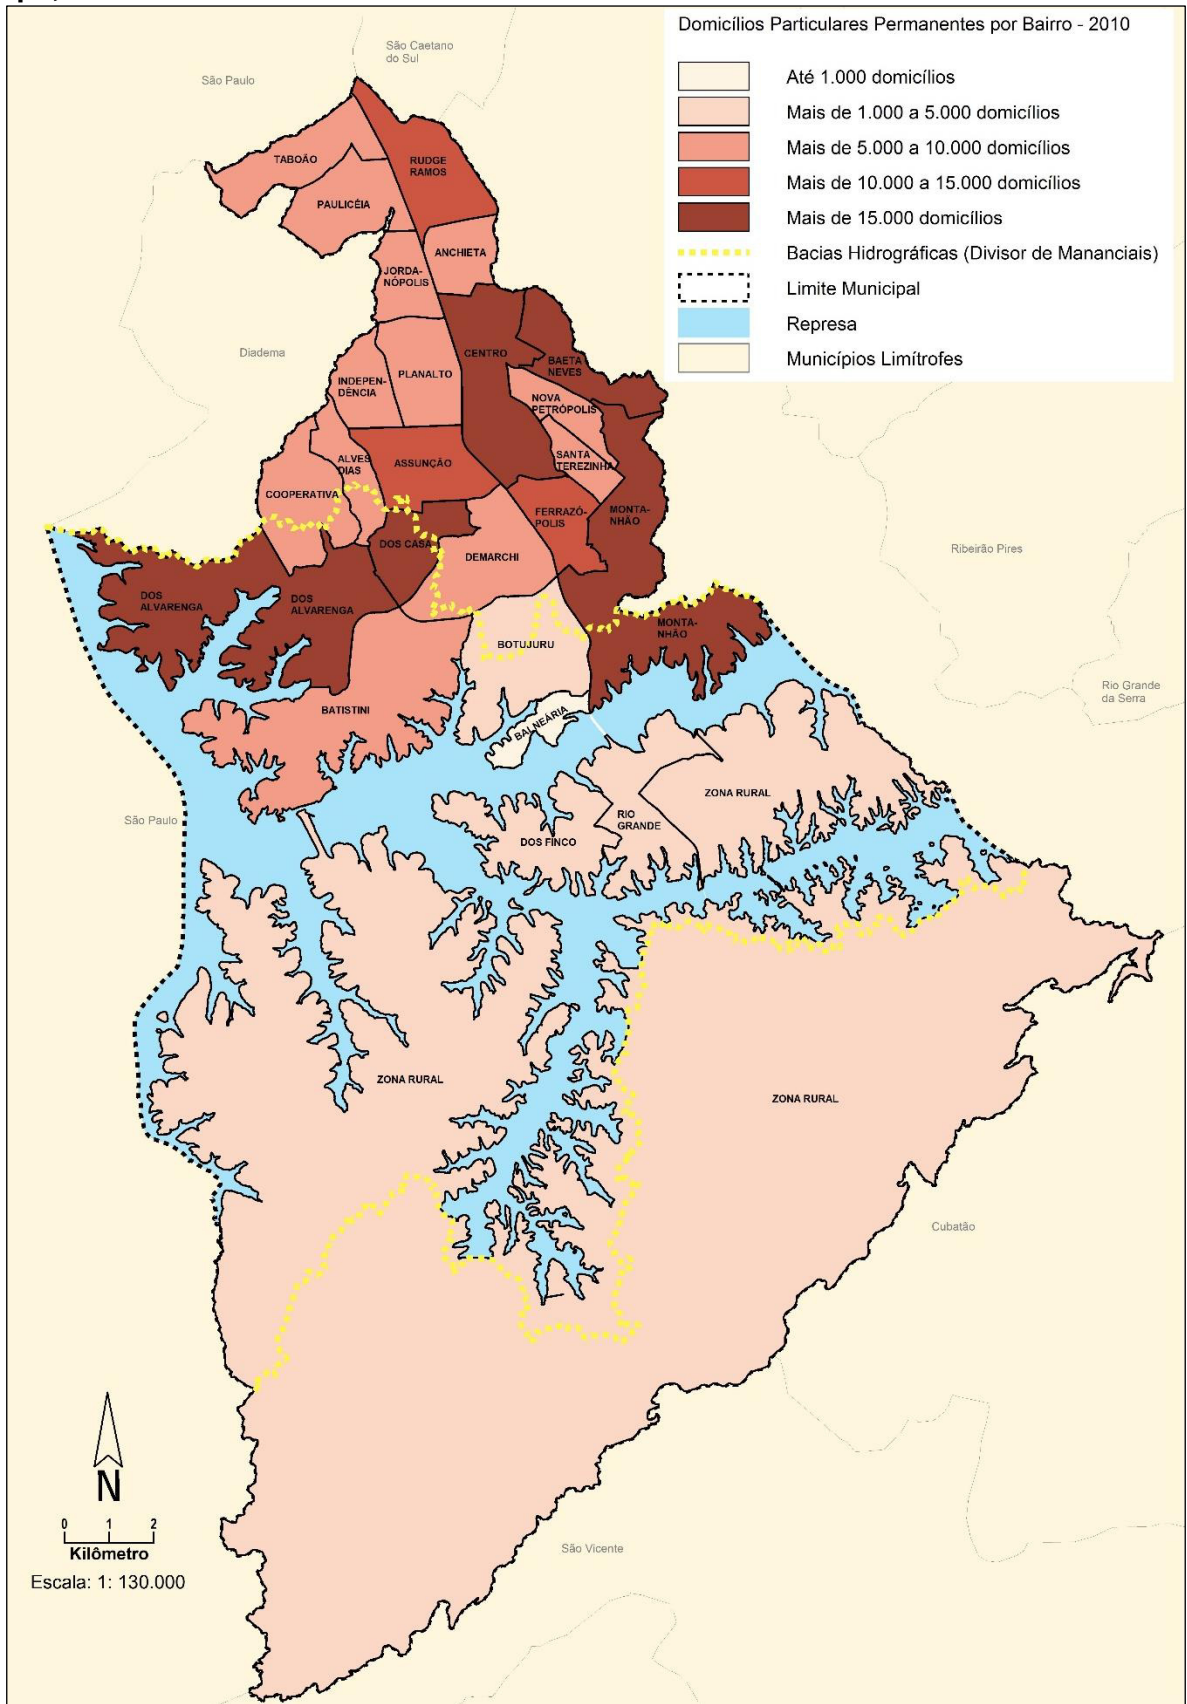 Domicílios Particulares Permanentes por Bairro - 2010
Até 1.000 domicílios
Mais de 1.000 a 5.000 domicílios
Mais de 5.000 a 10.000 domicílios
Mais de 10.000 a 15.000 domicílios
Mais de 15.000 domicílios
Bacias Hidrográficas (Divisor de Mananciais)
Limite Municipal
Represa
Municípios Limítrofes
São Caetano
do Sul
São Paulo
TABOÃO
RUDGE
RAMOS
PAULICÉIA
ANCHIETA
JORDA-
NÓPOLIS
Diadema
CENTRO
BAETA
NEVES
INDEPEN-
DÊNCIA
PLANALTO
NOVA
PETRÓPOLIS
SANTA
TEREZINHA
ALVES
DIAS
ASSUNÇÃO
COOPERATIVA
FERRAZÓ-
POLIS
MONTA-
NHÃO
DOS CASA
DEMARCHI
Ribeirão Pires
DOS
ALVARENGA
DOS
ALVARENGA
BOTUJURU
MONTA-
NHÃO
Rio Grande
da Serra
BATISTINI
BALNEÁRIA
ZONA RURAL
São Paulo
RIO
GRANDE
DOS FINCO
ZONA RURAL
ZONA RURAL
Cubatão
N
0 1 2
Kilômetro
Escala: 1: 130.000
São Vicente